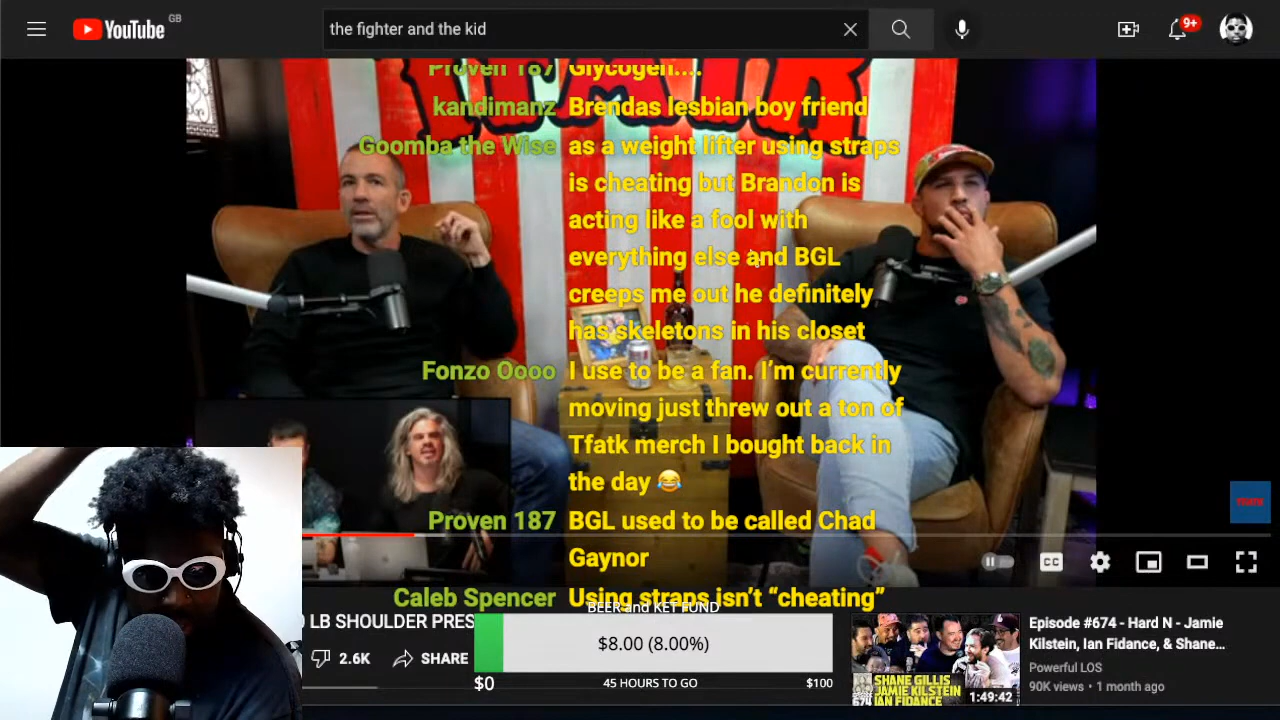 YouTube GB
the fighter and the kid
9+
TFATK
Proven 187 Glycogen....
kandimanz Brendas lesbian boy friend
Goomba the Wise as a weight lifter using straps
is cheating but Brandon is
acting like a fool with
everything else and BGL
creeps me out he definitely
has skeletons in his closet
Fonzo Oooo I use to be a fan. I’m currently
moving just threw out a ton of
Tfatk merch I bought back in
the day 😂
Proven 187 BGL used to be called Chad
Gaynor
Caleb Spencer Using straps isn’t “cheating”
CC
BEER and KET FUND
LB SHOULDER PRES
$8.00 (8.00%)
2.6K
SHARE
$0
45 HOURS TO GO
$100
SHANE GILLIS
JAMIE KILSTEIN
674 IAN FIDANCE
1:49:42
Episode #674 - Hard N - Jamie
Kilstein, Ian Fidance, & Shane...
Powerful LOS
90K views • 1 month ago